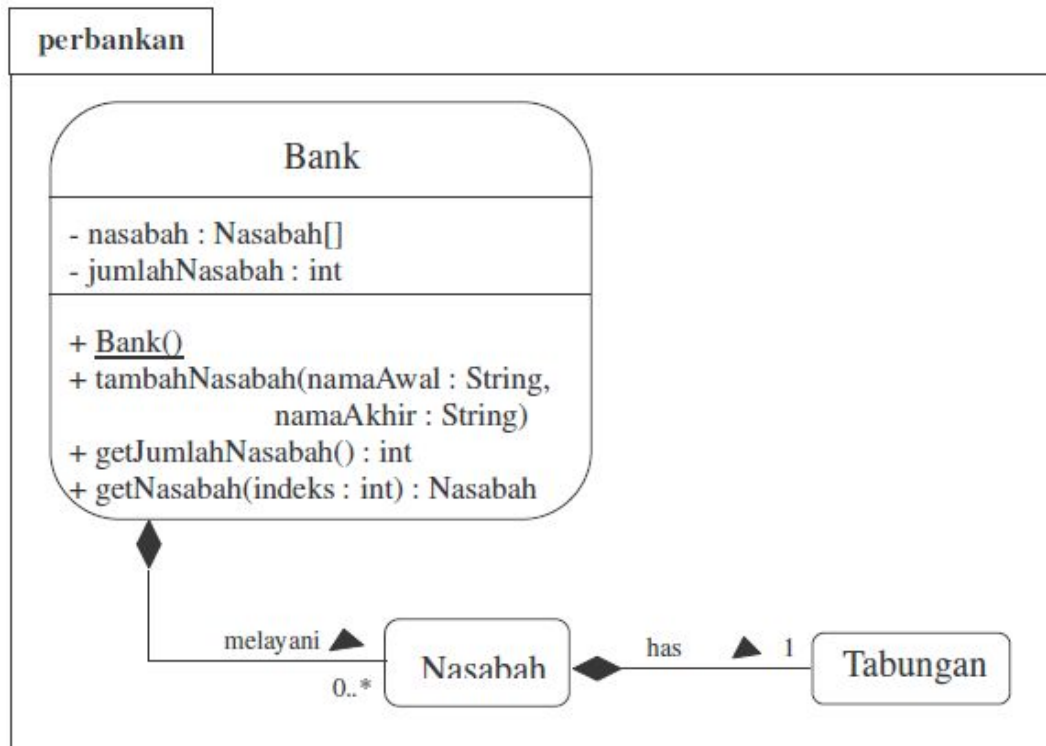 perbankan
Bank
- nasabah : Nasabah[]
- jumlahNasabah : int
+ Bank()
+ tambahNasabah(namaAwal : String,
namaAkhir : String)
+ getJumlahNasabah() : int
+ getNasabah(indeks : int) : Nasabah
melayani
0..*
Nasabah
has
1
Tabungan